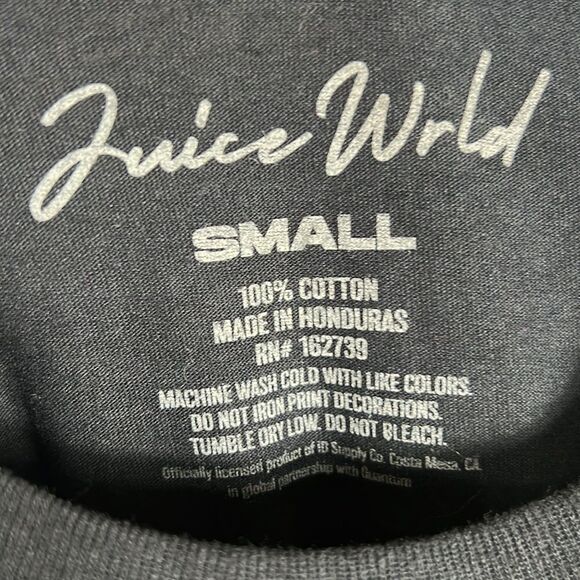 Juice Wrld
SMALL
100% COTTON
MADE IN HONDURAS
RN# 162739
MACHINE WASH COLD WITH LIKE COLORS.
DO NOT IRON PRINT DECORATIONS.
TUMBLE DRY LOW. DO NOT BLEACH.
Officially licensed product of iD Supply Co. Costa Mesa, CA
in global partnership with Quantum